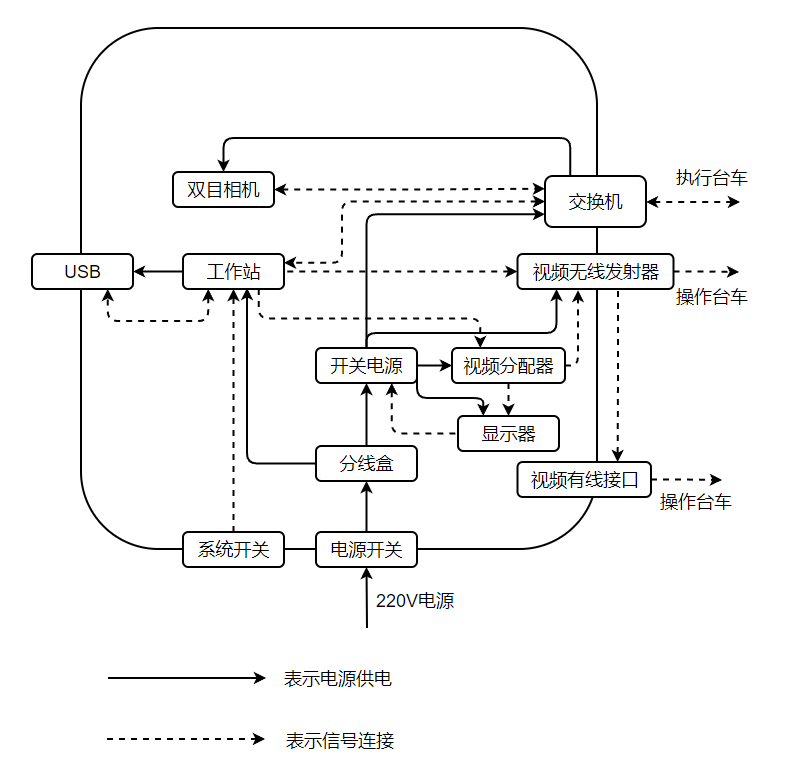 双目相机
执行台车
交换机
USB
工作站
视频无线发射器
操作台车
开关电源
视频分配器
显示器
分线盒
视频有线接口
操作台车
系统开关
电源开关
220V电源
表示电源供电
表示信号连接